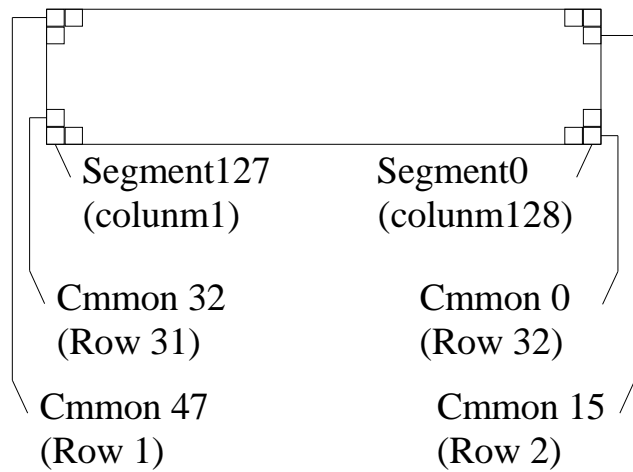 Segment127
(colunm1)
Segment0
(colunm128)
Cmmon 32
(Row 31)
Cmmon 0
(Row 32)
Cmmon 47
(Row 1)
Cmmon 15
(Row 2)